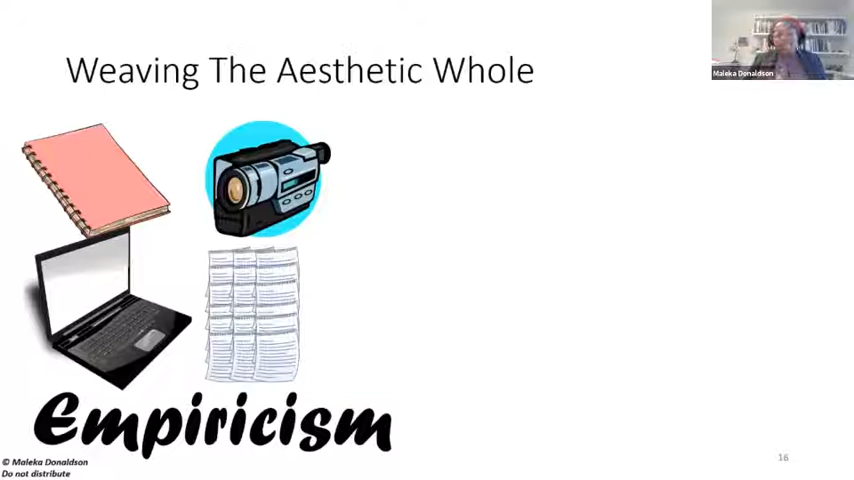 Weaving The Aesthetic Whole
Maleka Donaldson
Empiricism
© Maleka Donaldson
Do not distribute
16